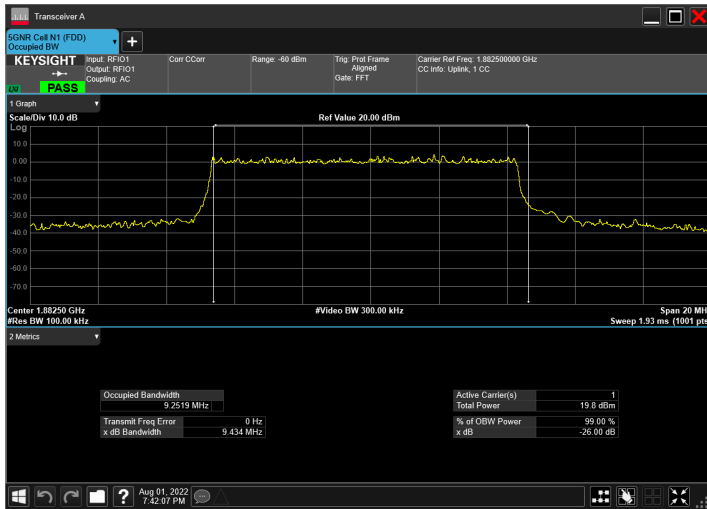 Transceiver A
5GNR Cell N1 (FDD)
Occupied BW
KEYSIGHT
LXI
PASS
Input: RFIO1
Output: RFIO1
Coupling: AC
Corr CCorr
Range: -60 dBm
Trig: Prot Frame
Aligned
Gate: FFT
Carrier Ref Freq: 1.882500000 GHz
CC Info: Uplink, 1 CC
1 Graph
Scale/Div 10.0 dB
Ref Value 20.00 dBm
Log
10.0
0.00
-10.0
-20.0
-30.0
-40.0
-50.0
-60.0
-70.0
Center 1.88250 GHz
#Video BW 300.00 kHz
Span 20 MH
#Res BW 100.00 kHz
Sweep 1.93 ms (1001 pts
2 Metrics
Occupied Bandwidth
9.2519 MHz
Transmit Freq Error 0 Hz
x dB Bandwidth 9.434 MHz
Active Carrier(s) 1
Total Power 19.8 dBm
% of OBW Power 99.00 %
x dB -26.00 dB
Aug 01, 2022
7:42:07 PM